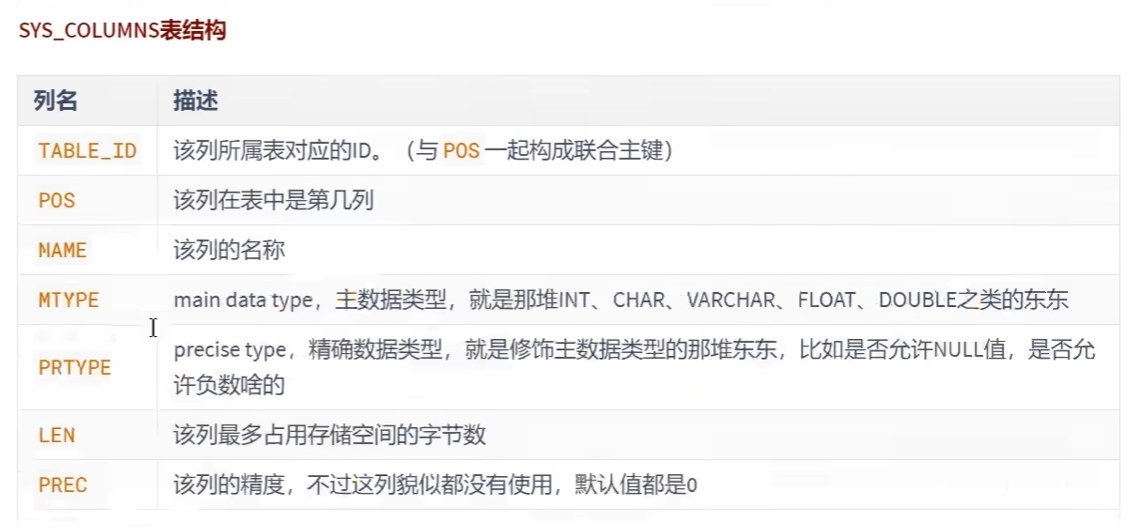 SYS_COLUMNS表结构
列名 描述
TABLE_ID 该列所属表对应的ID。（与 POS 一起构成联合主键）
POS 该列在表中是第几列
NAME 该列的名称
MTYPE main data type，主数据类型，就是那堆INT、CHAR、VARCHAR、FLOAT、DOUBLE之类的东东
PRTYPE precise type，精确数据类型，就是修饰主数据类型的那堆东东，比如是否允许NULL值，是否允
许负数啥的
LEN 该列最多占用存储空间的字节数
PREC 该列的精度，不过这列貌似都没有使用，默认值都是0